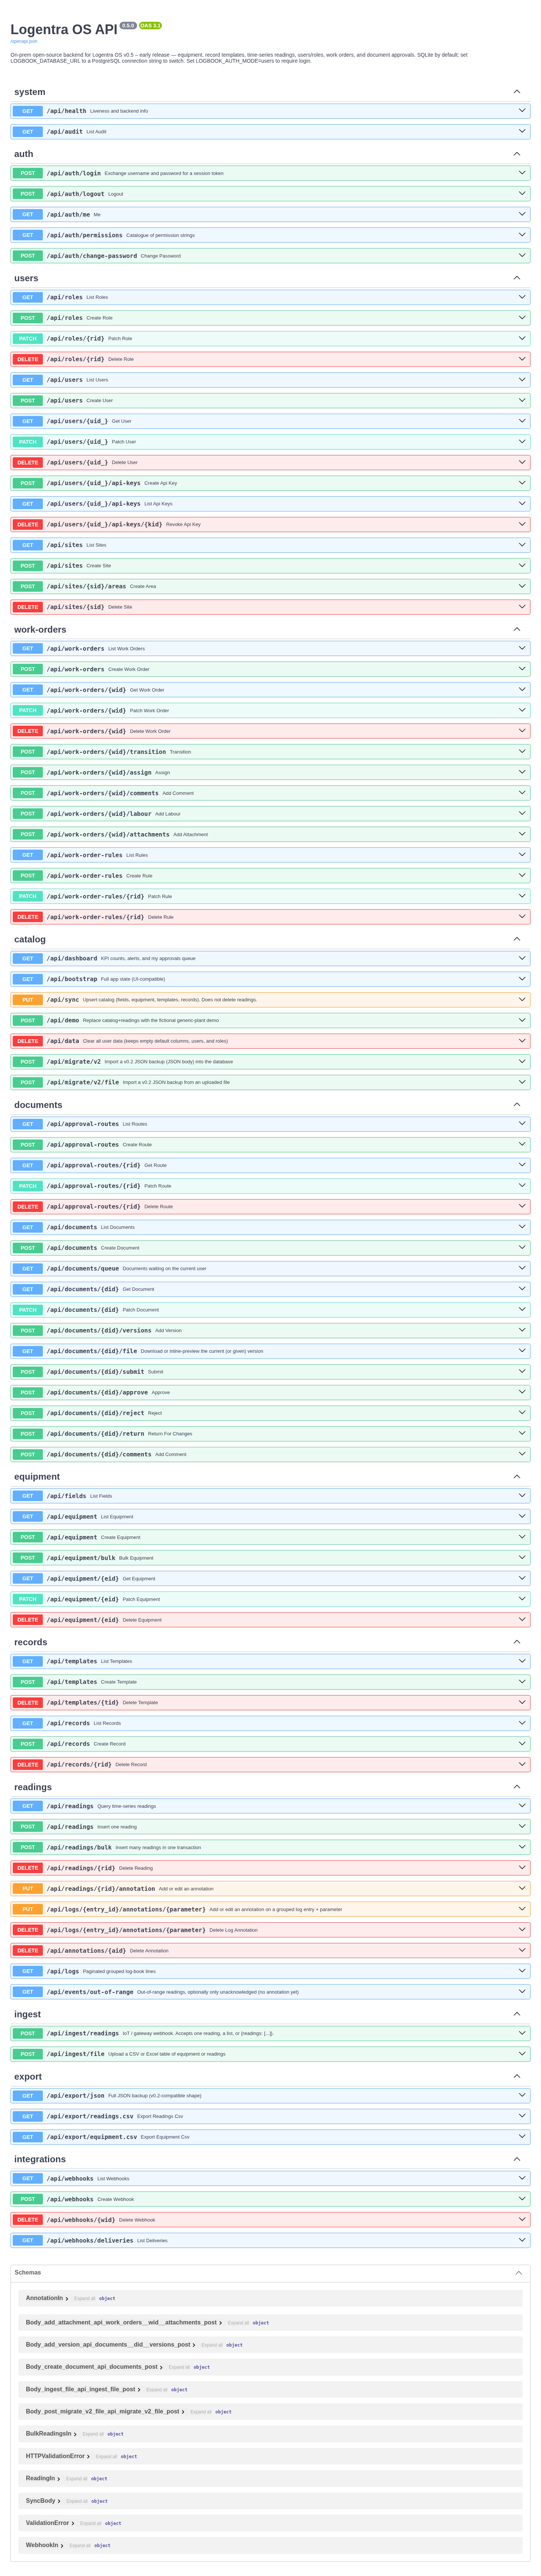 Logentra OS API 0.5.0 OAS 3.1
/openapi.json
On-prem open-source backend for Logentra OS v0.5 – early release — equipment, record templates, time-series readings, users/roles, work orders, and document approvals. SQLite by default; set
LOGBOOK_DATABASE_URL to a PostgreSQL connection string to switch. Set LOGBOOK_AUTH_MODE=users to require login.
system
GET /api/health Liveness and backend info
GET /api/audit List Audit
auth
POST /api/auth/login Exchange username and password for a session token
POST /api/auth/logout Logout
GET /api/auth/me Me
GET /api/auth/permissions Catalogue of permission strings
POST /api/auth/change-password Change Password
users
GET /api/roles List Roles
POST /api/roles Create Role
PATCH /api/roles/{rid} Patch Role
DELETE /api/roles/{rid} Delete Role
GET /api/users List Users
POST /api/users Create User
GET /api/users/{uid_} Get User
PATCH /api/users/{uid_} Patch User
DELETE /api/users/{uid_} Delete User
POST /api/users/{uid_}/api-keys Create Api Key
GET /api/users/{uid_}/api-keys List Api Keys
DELETE /api/users/{uid_}/api-keys/{kid} Revoke Api Key
GET /api/sites List Sites
POST /api/sites Create Site
POST /api/sites/{sid}/areas Create Area
DELETE /api/sites/{sid} Delete Site
work-orders
GET /api/work-orders List Work Orders
POST /api/work-orders Create Work Order
GET /api/work-orders/{wid} Get Work Order
PATCH /api/work-orders/{wid} Patch Work Order
DELETE /api/work-orders/{wid} Delete Work Order
POST /api/work-orders/{wid}/transition Transition
POST /api/work-orders/{wid}/assign Assign
POST /api/work-orders/{wid}/comments Add Comment
POST /api/work-orders/{wid}/labour Add Labour
POST /api/work-orders/{wid}/attachments Add Attachment
GET /api/work-order-rules List Rules
POST /api/work-order-rules Create Rule
PATCH /api/work-order-rules/{rid} Patch Rule
DELETE /api/work-order-rules/{rid} Delete Rule
catalog
GET /api/dashboard KPI counts, alerts, and my approvals queue
GET /api/bootstrap Full app state (UI-compatible)
PUT /api/sync Upsert catalog (fields, equipment, templates, records). Does not delete readings.
POST /api/demo Replace catalog+readings with the fictional generic-plant demo
DELETE /api/data Clear all user data (keeps empty default columns, users, and roles)
POST /api/migrate/v2 Import a v0.2 JSON backup (JSON body) into the database
POST /api/migrate/v2/file Import a v0.2 JSON backup from an uploaded file
documents
GET /api/approval-routes List Routes
POST /api/approval-routes Create Route
GET /api/approval-routes/{rid} Get Route
PATCH /api/approval-routes/{rid} Patch Route
DELETE /api/approval-routes/{rid} Delete Route
GET /api/documents List Documents
POST /api/documents Create Document
GET /api/documents/queue Documents waiting on the current user
GET /api/documents/{did} Get Document
PATCH /api/documents/{did} Patch Document
POST /api/documents/{did}/versions Add Version
GET /api/documents/{did}/file Download or inline-preview the current (or given) version
POST /api/documents/{did}/submit Submit
POST /api/documents/{did}/approve Approve
POST /api/documents/{did}/reject Reject
POST /api/documents/{did}/return Return For Changes
POST /api/documents/{did}/comments Add Comment
equipment
GET /api/fields List Fields
GET /api/equipment List Equipment
POST /api/equipment Create Equipment
POST /api/equipment/bulk Bulk Equipment
GET /api/equipment/{eid} Get Equipment
PATCH /api/equipment/{eid} Patch Equipment
DELETE /api/equipment/{eid} Delete Equipment
records
GET /api/templates List Templates
POST /api/templates Create Template
DELETE /api/templates/{tid} Delete Template
GET /api/records List Records
POST /api/records Create Record
DELETE /api/records/{rid} Delete Record
readings
GET /api/readings Query time-series readings
POST /api/readings Insert one reading
POST /api/readings/bulk Insert many readings in one transaction
DELETE /api/readings/{rid} Delete Reading
PUT /api/readings/{rid}/annotation Add or edit an annotation
PUT /api/logs/{entry_id}/annotations/{parameter} Add or edit an annotation on a grouped log entry + parameter
DELETE /api/logs/{entry_id}/annotations/{parameter} Delete Log Annotation
DELETE /api/annotations/{aid} Delete Annotation
GET /api/logs Paginated grouped log-book lines
GET /api/events/out-of-range Out-of-range readings, optionally only unacknowledged (no annotation yet)
ingest
POST /api/ingest/readings IoT / gateway webhook. Accepts one reading, a list, or {readings: [...]}.
POST /api/ingest/file Upload a CSV or Excel table of equipment or readings
export
GET /api/export/json Full JSON backup (v0.2-compatible shape)
GET /api/export/readings.csv Export Readings Csv
GET /api/export/equipment.csv Export Equipment Csv
integrations
GET /api/webhooks List Webhooks
POST /api/webhooks Create Webhook
DELETE /api/webhooks/{wid} Delete Webhook
GET /api/webhooks/deliveries List Deliveries
Schemas
AnnotationIn Expand all object
Body_add_attachment_api_work_orders__wid__attachments_post Expand all object
Body_add_version_api_documents__did__versions_post Expand all object
Body_create_document_api_documents_post Expand all object
Body_ingest_file_api_ingest_file_post Expand all object
Body_post_migrate_v2_file_api_migrate_v2_file_post Expand all object
BulkReadingsIn Expand all object
HTTPValidationError Expand all object
ReadingIn Expand all object
SyncBody Expand all object
ValidationError Expand all object
WebhookIn Expand all object